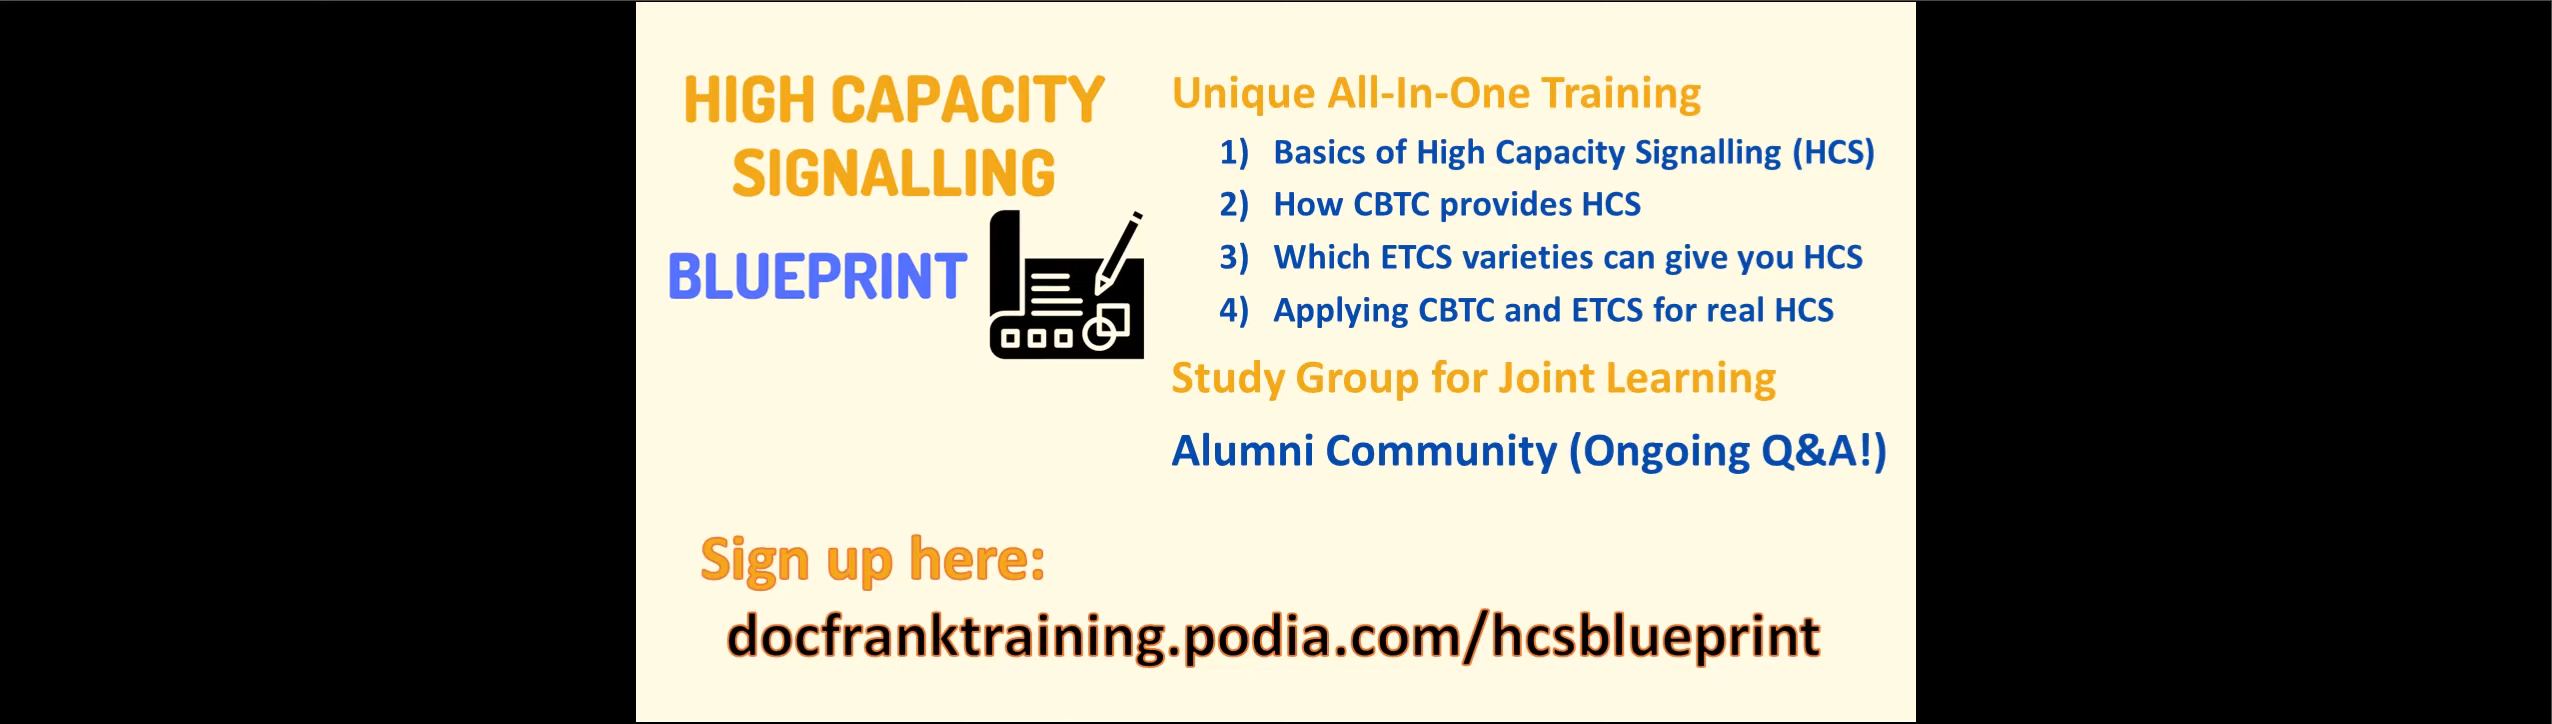 HIGH CAPACITY
SIGNALLING
BLUEPRINT
Unique All-In-One Training
1) Basics of High Capacity Signalling (HCS)
2) How CBTC provides HCS
3) Which ETCS varieties can give you HCS
4) Applying CBTC and ETCS for real HCS
Study Group for Joint Learning
Alumni Community (Ongoing Q&A!)
Sign up here:
docfranktraining.podia.com/hcsblueprint